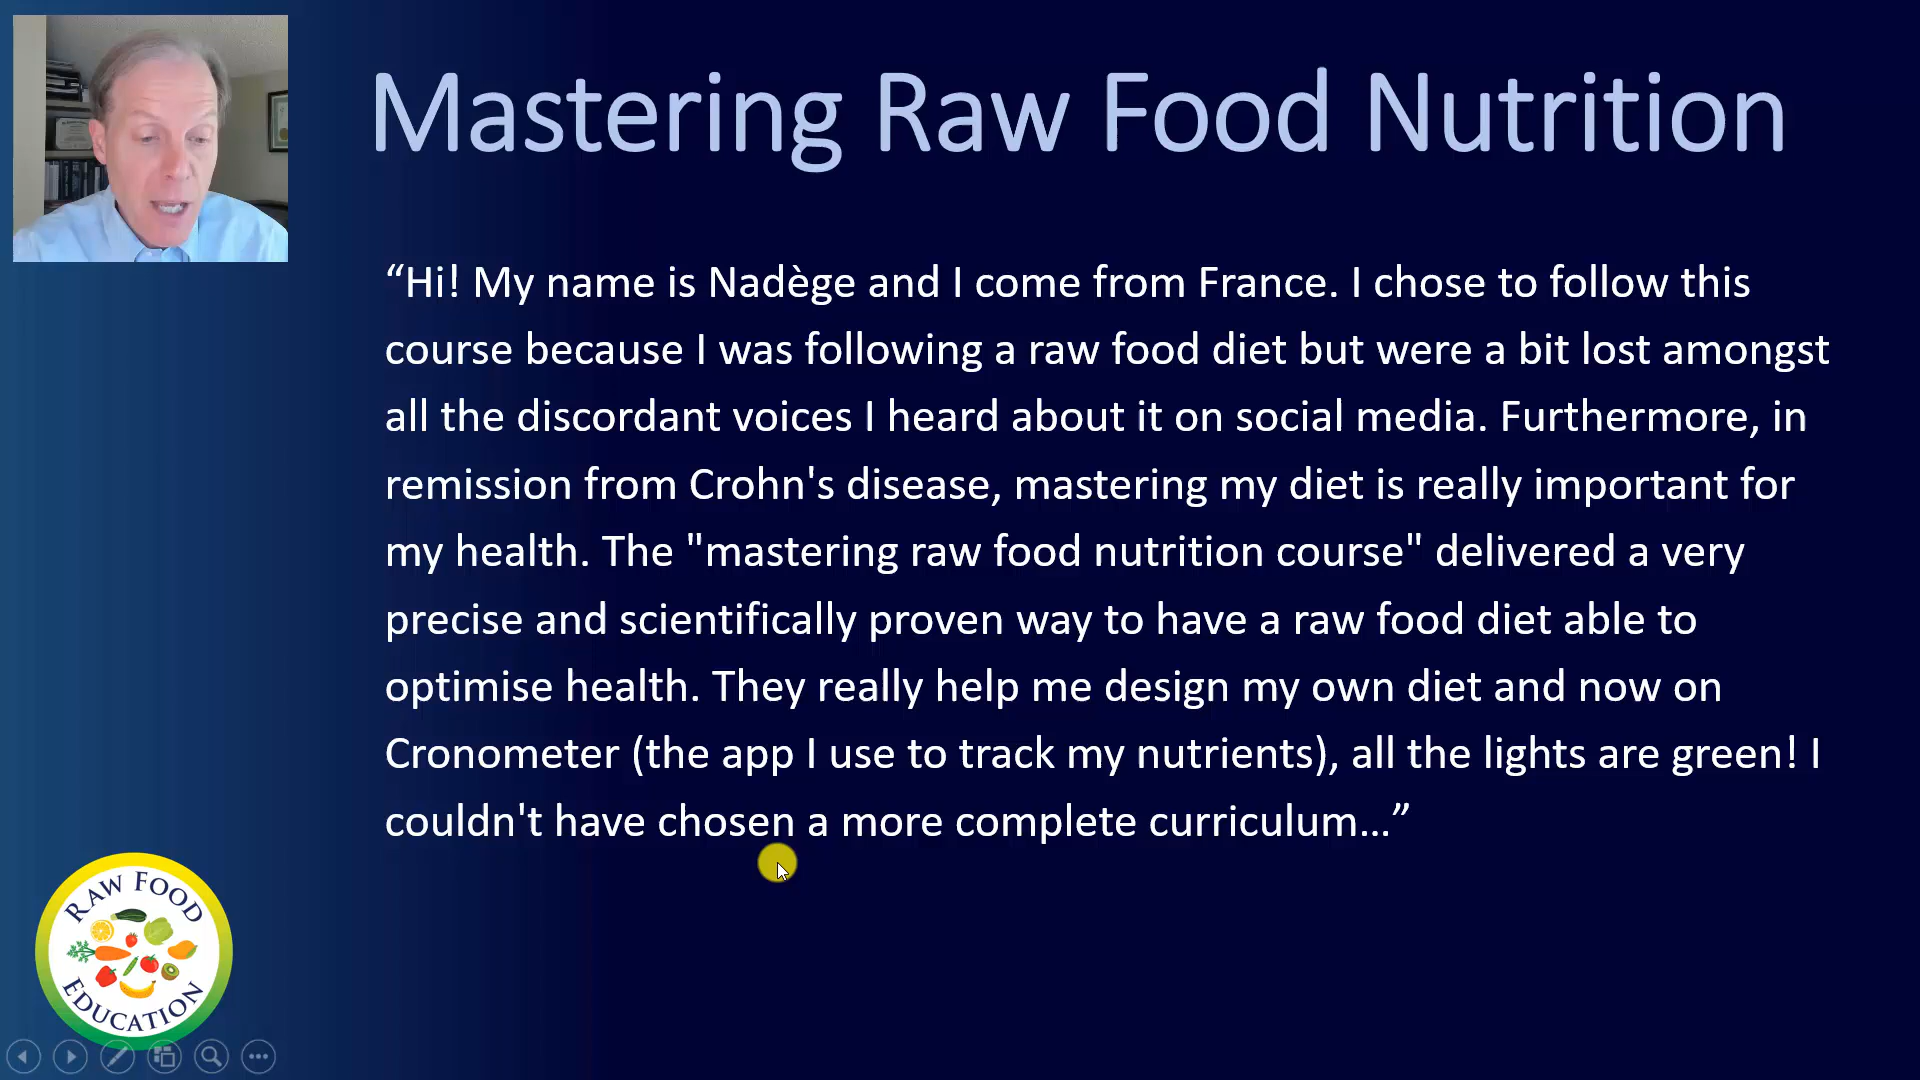 Mastering Raw Food Nutrition
“Hi! My name is Nadège and I come from France. I chose to follow this
course because I was following a raw food diet but were a bit lost amongst
all the discordant voices I heard about it on social media. Furthermore, in
remission from Crohn's disease, mastering my diet is really important for
my health. The "mastering raw food nutrition course" delivered a very
precise and scientifically proven way to have a raw food diet able to
optimise health. They really help me design my own diet and now on
Cronometer (the app I use to track my nutrients), all the lights are green! I
couldn't have chosen a more complete curriculum…”
RAW FOOD
EDUCATION